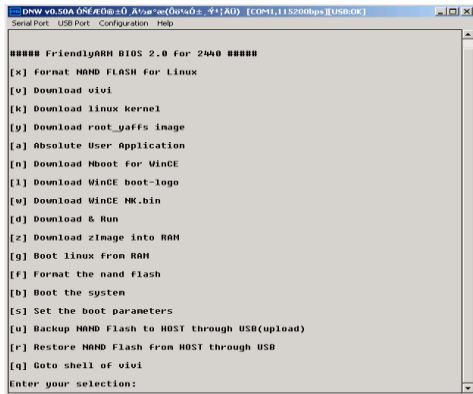 DNW v0.50A [COM1,115200bps][USB:OK]
Serial Port USB Port Configuration Help
##### FriendlyARM BIOS 2.0 for 2440 #####
[x] format NAND FLASH for Linux
[v] Download vivi
[k] Download linux kernel
[y] Download root_yaffs image
[a] Absolute User Application
[n] Download Nboot for WinCE
[l] Download WinCE boot-logo
[w] Download WinCE NK.bin
[d] Download & Run
[z] Download zImage into RAM
[g] Boot linux from RAM
[f] Format the nand flash
[b] Boot the system
[s] Set the boot parameters
[u] Backup NAND Flash to HOST through USB(upload)
[r] Restore NAND Flash from HOST through USB
[q] Goto shell of vivi
Enter your selection: